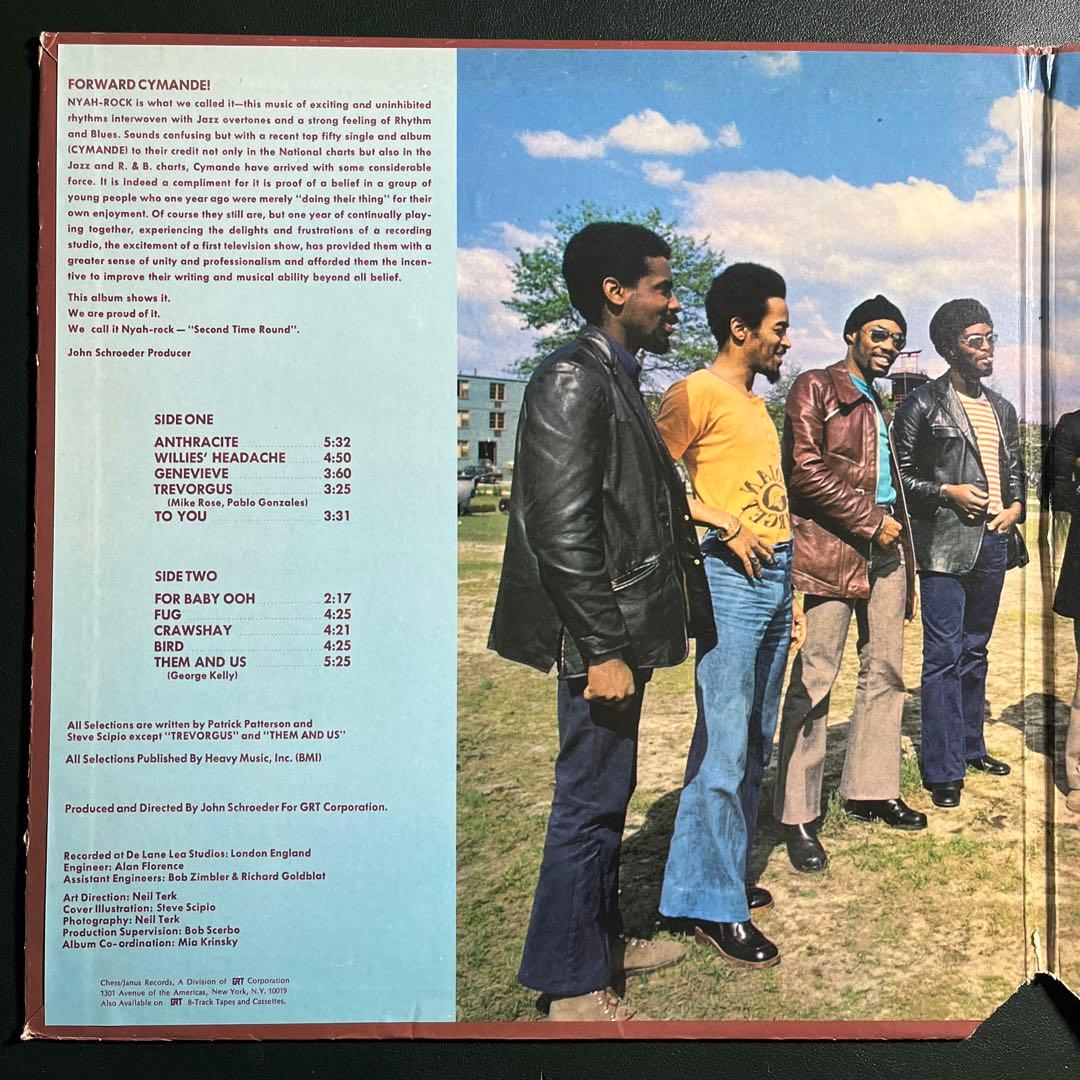 FORWARD CYMANDE!
NYAH-ROCK is what we called it—this music of exciting and uninhibited
rhythms interwoven with Jazz overtones and a strong feeling of Rhythm
and Blues. Sounds confusing but with a recent top fifty single and album
(CYMANDE) to their credit not only in the National charts but also in the
Jazz and R. & B. charts, Cymande have arrived with some considerable
force. It is indeed a compliment for it is proof of a belief in a group of
young people who one year ago were merely "doing their thing" for their
own enjoyment. Of course they still are, but one year of continually play-
ing together, experiencing the delights and frustrations of a recording
studio, the excitement of a first television show, has provided them with a
greater sense of unity and professionalism and afforded them the incen-
tive to improve their writing and musical ability beyond all belief.
This album shows it.
We are proud of it.
We call it Nyah-rock — "Second Time Round".
John Schroeder Producer
SIDE ONE
ANTHRACITE 5:32
WILLIES' HEADACHE 4:50
GENEVIEVE 3:60
TREVORGUS 3:25
(Mike Rose, Pablo Gonzales)
TO YOU 3:31
SIDE TWO
FOR BABY OOH 2:17
FUG 4:25
CRAWSHAY 4:21
BIRD 4:25
THEM AND US 5:25
(George Kelly)
All Selections are written by Patrick Patterson and
Steve Scipio except "TREVORGUS" and "THEM AND US"
All Selections Published By Heavy Music, Inc. (BMI)
Produced and Directed By John Schroeder For GRT Corporation.
Recorded at De Lane Lea Studios: London England
Engineer: Alan Florence
Assistant Engineers: Bob Zimbler & Richard Goldblat
Art Direction: Neil Terk
Cover Illustration: Steve Scipio
Photography: Neil Terk
Production Supervision: Bob Scerbo
Album Co-ordination: Mia Krinsky
Chess/Janus Records, A Division of GRT Corporation
1301 Avenue of the Americas, New York, N.Y. 10019
Also Available on GRT 8-Track Tapes and Cassettes.